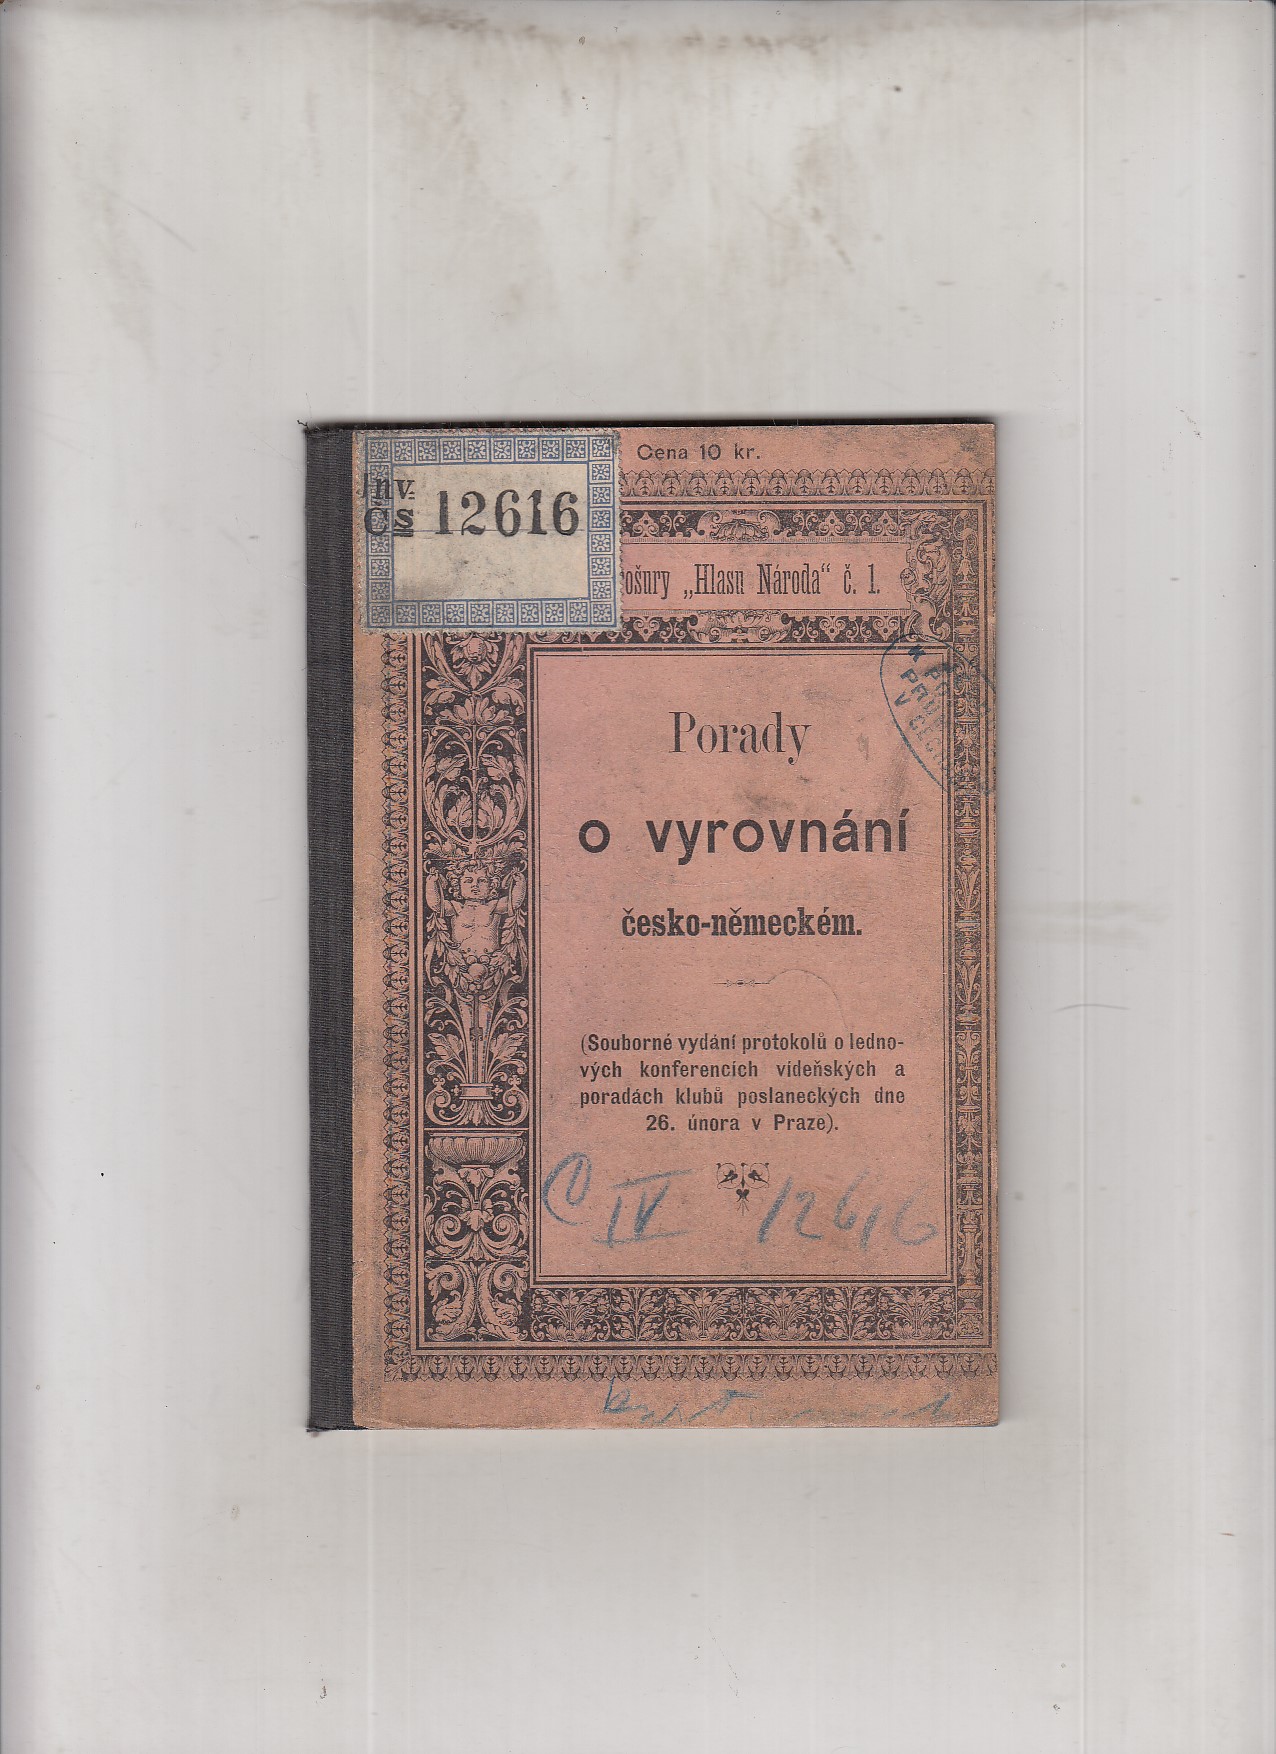 Cena 10 kr.
Inv.
Čs 12616
rošury „Hlasu Národa“ č. 1.
Porady
o vyrovnání
česko-německém.
(Souborné vydání protokolů o ledno-
vých konferencích vídeňských a
poradách klubů poslaneckých dne
26. února v Praze).
C IV 12616